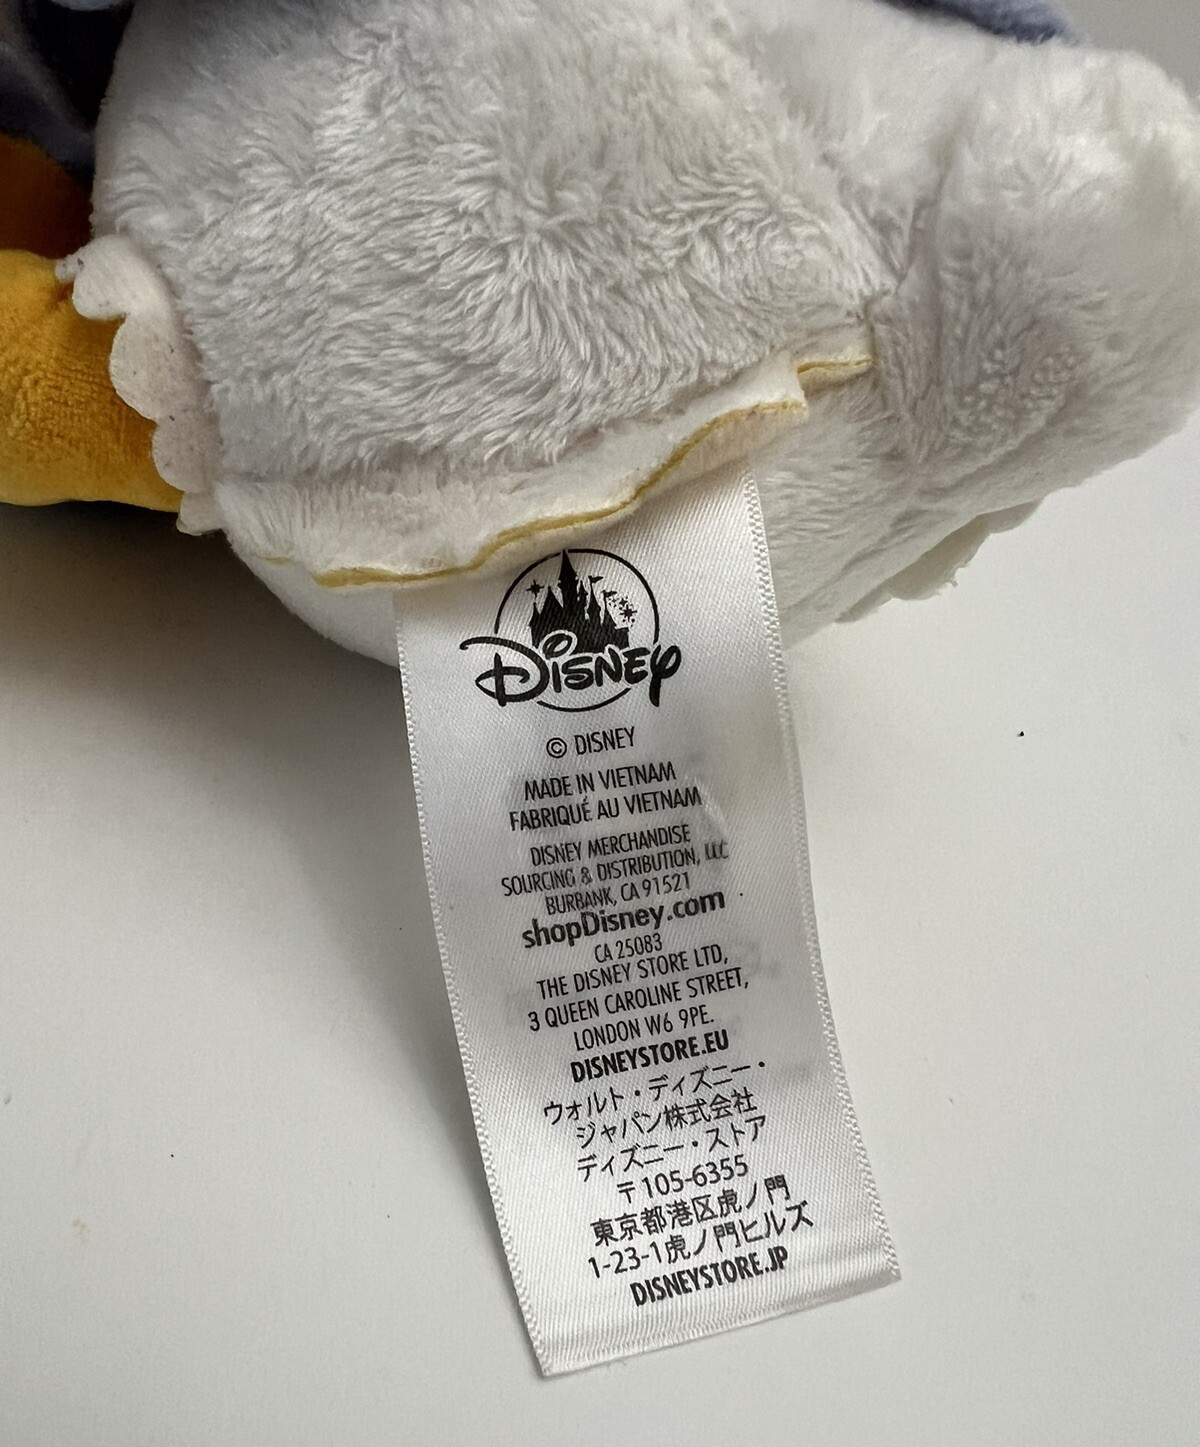 Disney
© DISNEY
MADE IN VIETNAM
FABRIQUÉ AU VIETNAM
DISNEY MERCHANDISE
SOURCING & DISTRIBUTION, LLC
BURBANK, CA 91521
shopDisney.com
CA 25083
THE DISNEY STORE LTD,
3 QUEEN CAROLINE STREET,
LONDON W6 9PE.
DISNEYSTORE.EU
ウォルト・ディズニー・
ジャパン株式会社
ディズニー・ストア
〒105-6355
東京都港区虎ノ門
1-23-1虎ノ門ヒルズ
DISNEYSTORE.JP